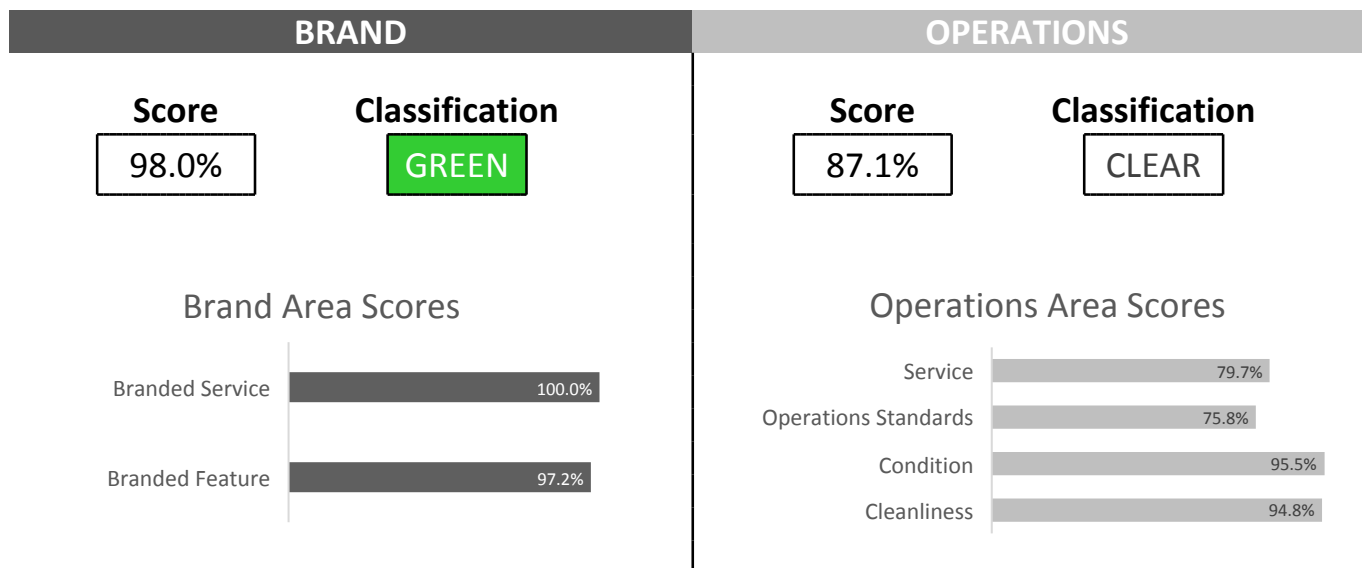 BRAND
Score Classification
98.0% GREEN
Brand Area Scores
Branded Service 100.0%
Branded Feature 97.2%
OPERATIONS
Score Classification
87.1% CLEAR
Operations Area Scores
Service 79.7%
Operations Standards 75.8%
Condition 95.5%
Cleanliness 94.8%